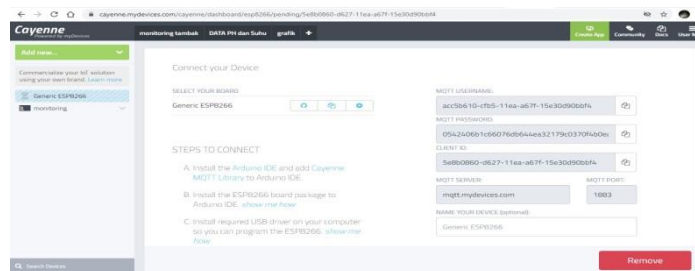 cayenne.mydevices.com/cayenne/dashboard/esp8266/pending/5e8b0860-d627-11ea-a67f-15e30d90bbf4
Cayenne
Powered by myDevices
monitoring tambak DATA PH dan Suhu grafik +
Create App Community Docs User
Add new...
Commercialize your IoT solution
using your own brand. Learn more
Generic ESP8266
monitoring
Search Devices
Connect your Device
SELECT YOUR BOARD
Generic ESP8266
STEPS TO CONNECT
A. Install the Arduino IDE and add Cayenne
MQTT Library to Arduino IDE.
B. Install the ESP8266 board package to
Arduino IDE. show me how
C. Install required USB driver on your computer
so you can program the ESP8266. show me
how
MQTT USERNAME:
acc5b610-cfb5-11ea-a67f-15e30d90bbf4
MQTT PASSWORD:
CLIENT ID:
5e8b0860-d627-11ea-a67f-15e30d90bbf4
MQTT SERVER: MQTT PORT:
mqtt.mydevices.com 1883
NAME YOUR DEVICE (optional):
Generic ESP8266
Remove